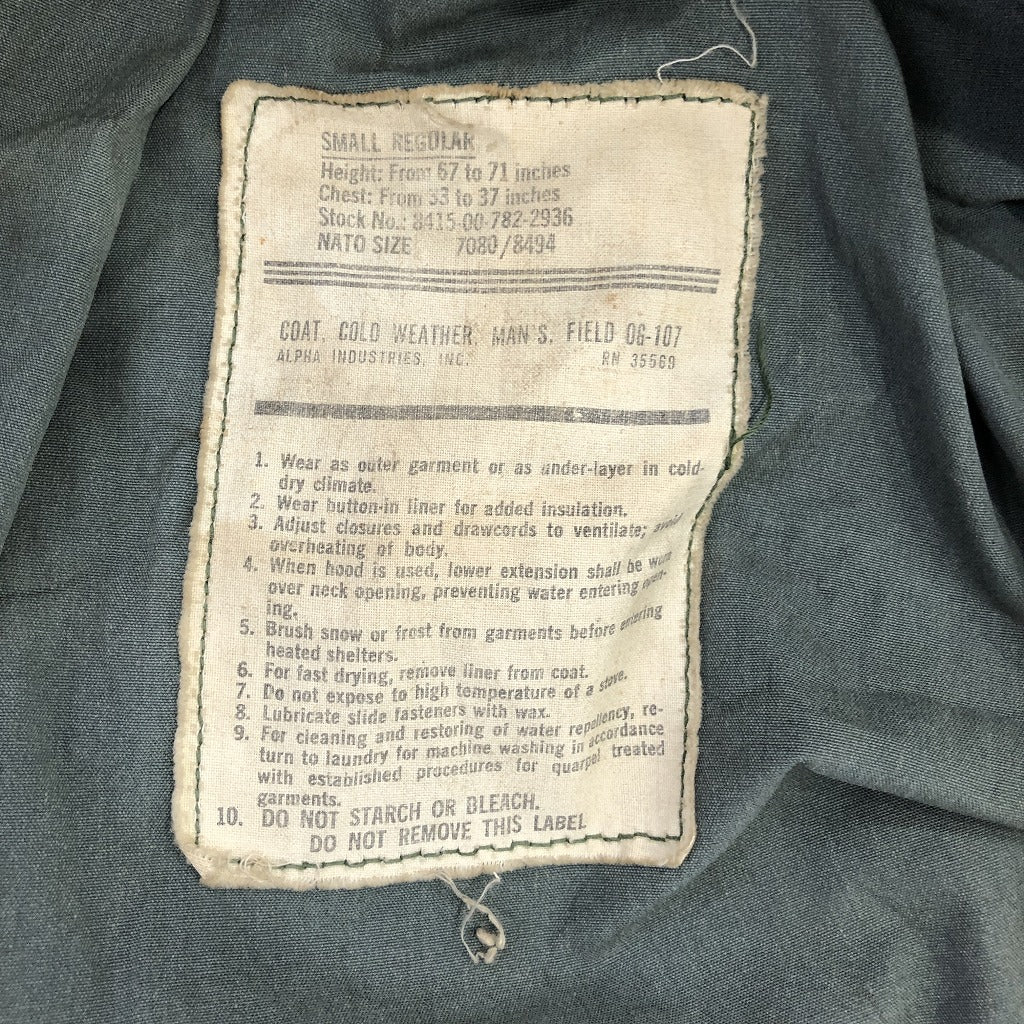 SMALL REGULAR
Height: From 67 to 71 inches
Chest: From 33 to 37 inches
Stock No.: 8415-00-782-2936
NATO SIZE 7080/8494
COAT, COLD WEATHER, MAN'S, FIELD OG-107
ALPHA INDUSTRIES, INC. RN 35569
1. Wear as outer garment or as under-layer in cold-
dry climate.
2. Wear button-in liner for added insulation.
3. Adjust closures and drawcords to ventilate; avoid
overheating of body.
4. When hood is used, lower extension shall be worn
over neck opening, preventing water entering open-
ing.
5. Brush snow or frost from garments before entering
heated shelters.
6. For fast drying, remove liner from coat.
7. Do not expose to high temperature of a stove.
8. Lubricate slide fasteners with wax.
9. For cleaning and restoring of water repellency, re-
turn to laundry for machine washing in accordance
with established procedures for quarpel treated
garments.
10. DO NOT STARCH OR BLEACH.
DO NOT REMOVE THIS LABEL